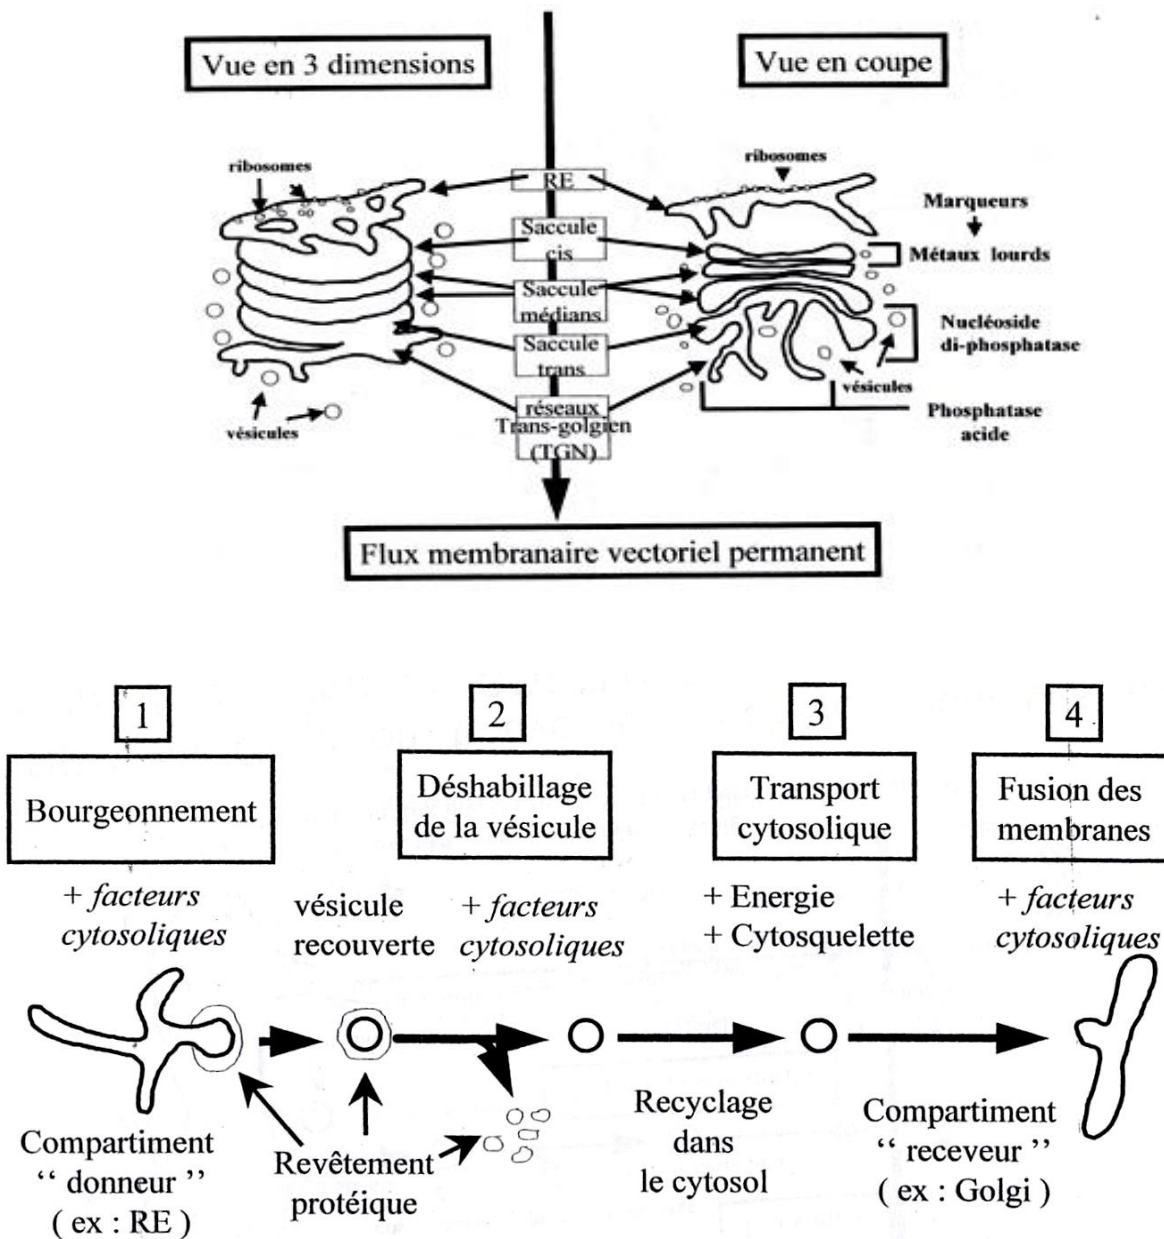 Vue en 3 dimensions
Vue en coupe
ribosomes
RE
ribosomes
Marqueurs
Saccule
cis
Métaux lourds
Saccule
médians
Nucléoside
di-phosphatase
Saccule
trans
vésicules
réseaux
Trans-golgien
(TGN)
Phosphatase
acide
vésicules
Flux membranaire vectoriel permanent
1
2
3
4
Bourgeonnement
Déshabillage
de la vésicule
Transport
cytosolique
Fusion des
membranes
+ facteurs
cytosoliques
vésicule
recouverte
+ facteurs
cytosoliques
+ Energie
+ Cytosquelette
+ facteurs
cytosoliques
Compartiment
“ donneur ”
( ex : RE )
Revêtement
protéique
Recyclage
dans
le cytosol
Compartiment
“ receveur ”
( ex : Golgi )